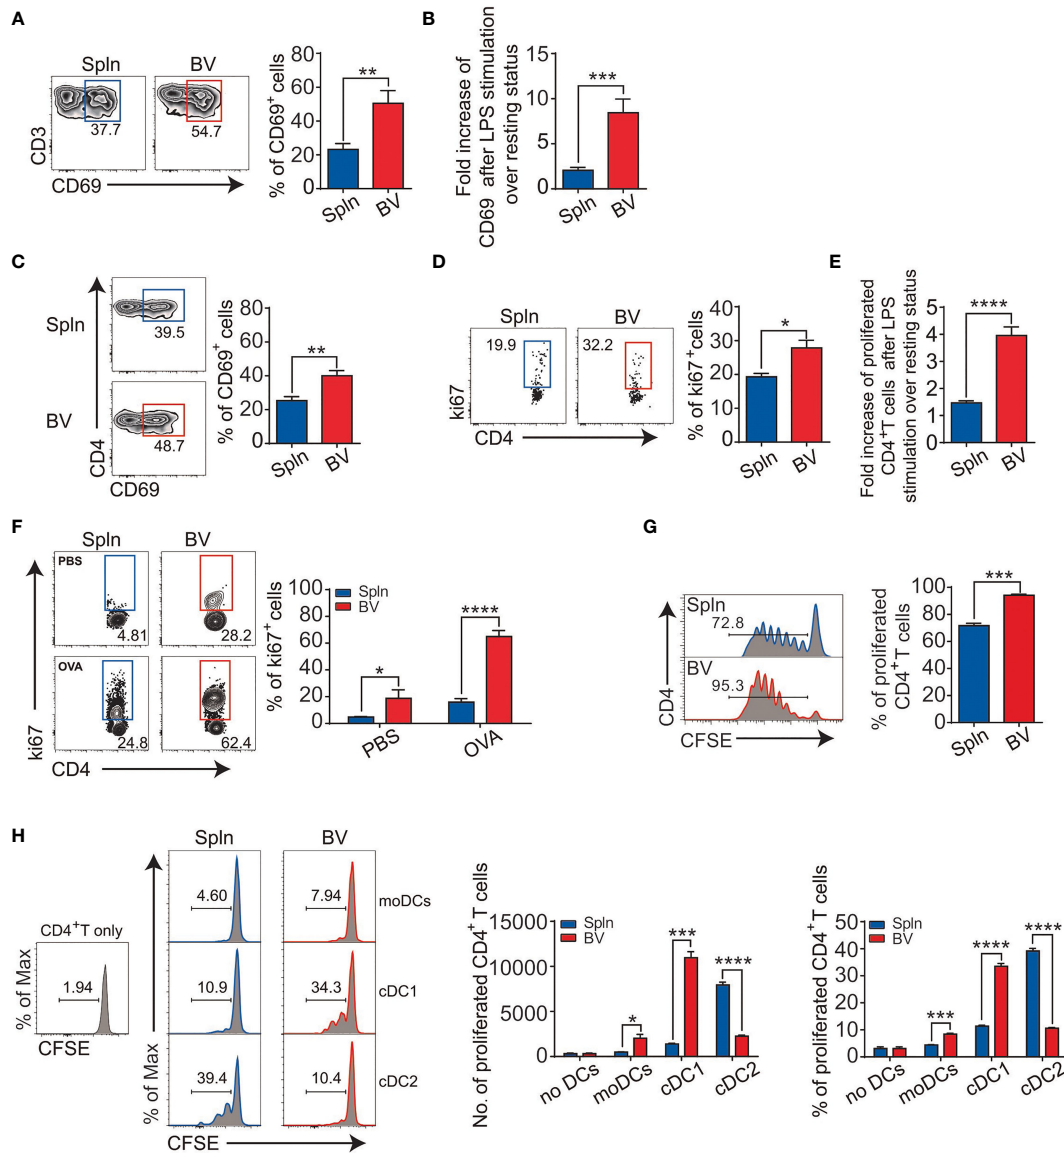 A
Spln
BV
37.7
54.7
CD3
CD69
% of CD69+ cells
80
60
40
20
0
**
Spln
BV
B
Fold increase of
CD69 after LPS stimulation
over resting status
15
10
5
0
***
Spln
BV
C
Spln
39.5
BV
48.7
CD4
CD69
% of CD69+ cells
80
60
40
20
0
**
Spln
BV
D
Spln
BV
19.9
32.2
ki67
CD4
% of ki67+cells
40
30
20
10
0
*
Spln
BV
E
Fold increase of proliferated
CD4+T cells after LPS
stimulation over resting status
5
4
3
2
1
0
****
Spln
BV
F
Spln
BV
PBS
4.81
28.2
OVA
24.8
62.4
ki67
CD4
% of ki67+ cells
100
80
60
40
20
0
Spln
BV
*
****
PBS
OVA
G
Spln
72.8
BV
95.3
CD4
CFSE
% of proliferated
CD4+T cells
100
80
60
40
20
0
***
Spln
BV
H
CD4+T only
1.94
% of Max
CFSE
Spln
BV
4.60
7.94
moDCs
10.9
34.3
cDC1
39.4
10.4
cDC2
% of Max
CFSE
No. of proliferated CD4+ T cells
15000
10000
5000
0
Spln
BV
*
***
****
no DCs
moDCs
cDC1
cDC2
% of proliferated CD4+ T cells
50
40
30
20
10
0
Spln
BV
***
****
****
no DCs
moDCs
cDC1
cDC2